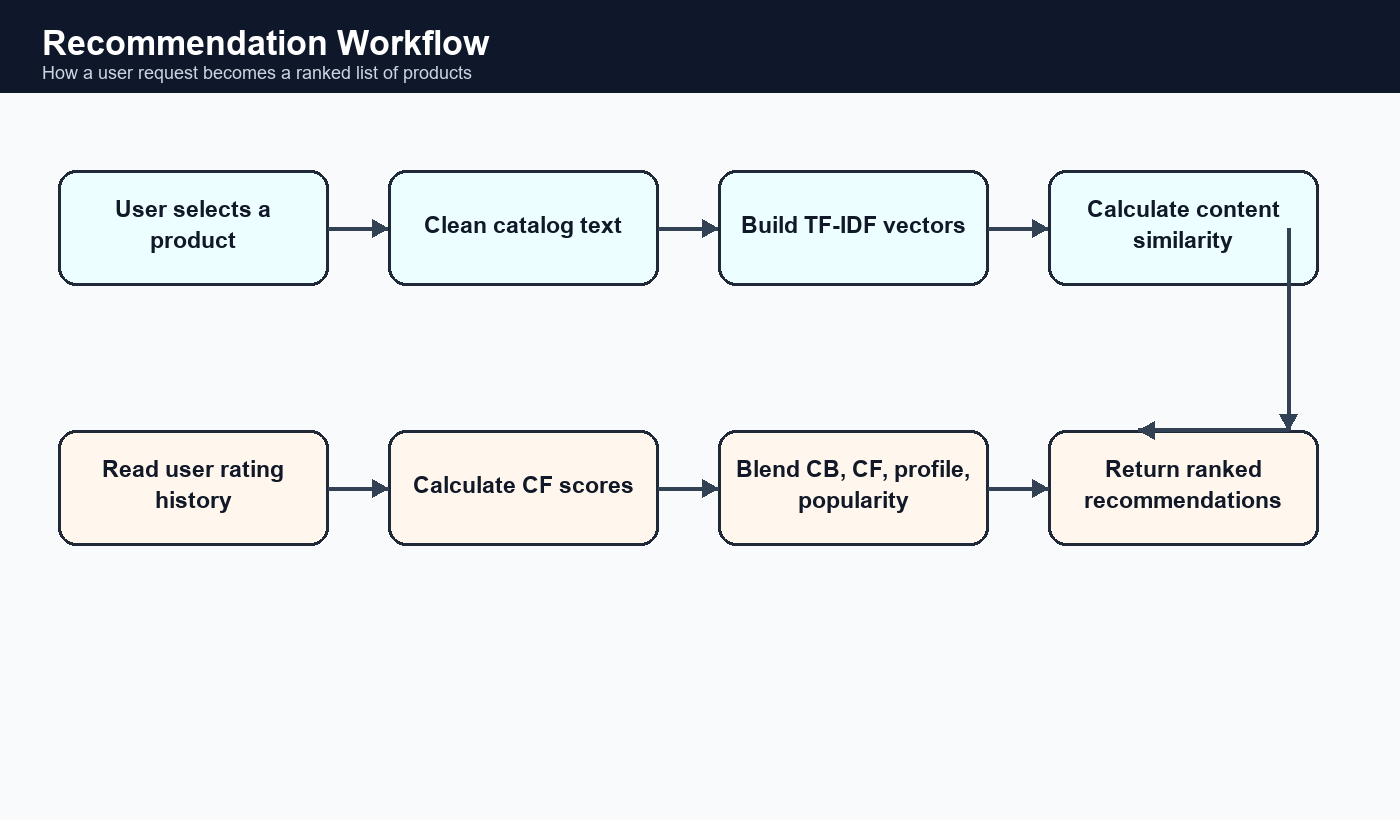 Recommendation Workflow
How a user request becomes a ranked list of products
User selects a
product
Clean catalog text
Build TF-IDF vectors
Calculate content
similarity
Read user rating
history
Calculate CF scores
Blend CB, CF, profile,
popularity
Return ranked
recommendations